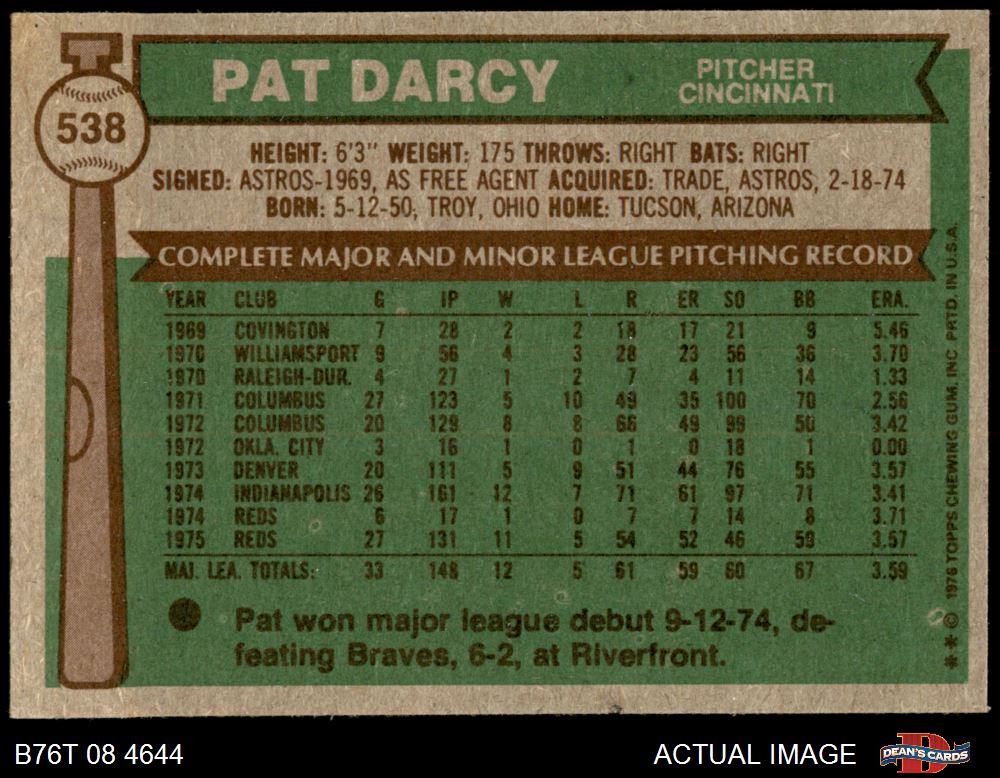 PAT DARCY
PITCHER
CINCINNATI
538
HEIGHT: 6'3" WEIGHT: 175 THROWS: RIGHT BATS: RIGHT
SIGNED: ASTROS-1969, AS FREE AGENT ACQUIRED: TRADE, ASTROS, 2-18-74
BORN: 5-12-50, TROY, OHIO HOME: TUCSON, ARIZONA
COMPLETE MAJOR AND MINOR LEAGUE PITCHING RECORD
YEAR CLUB G IP W L R ER SO BB ERA.
1969 COVINGTON 7 28 2 2 18 17 21 9 5.46
1970 WILLIAMSPORT 9 56 4 3 28 23 56 36 3.70
1970 RALEIGH-DUR. 4 27 1 2 7 4 11 14 1.33
1971 COLUMBUS 27 123 5 10 49 35 100 70 2.56
1972 COLUMBUS 20 129 8 8 66 49 99 50 3.42
1972 OKLA. CITY 3 16 1 0 1 0 18 1 0.00
1973 DENVER 20 111 5 9 51 44 76 55 3.57
1974 INDIANAPOLIS 26 161 12 7 71 61 97 71 3.41
1974 REDS 6 17 1 0 7 7 14 8 3.71
1975 REDS 27 131 11 5 54 52 46 59 3.57
MAJ. LEA. TOTALS: 33 148 12 5 61 59 60 67 3.59
Pat won major league debut 9-12-74, de-
feating Braves, 6-2, at Riverfront.
** © 1976 TOPPS CHEWING GUM, INC PRTD. IN U.S.A.
B76T 08 4644
ACTUAL IMAGE
D
DEAN'S CARDS